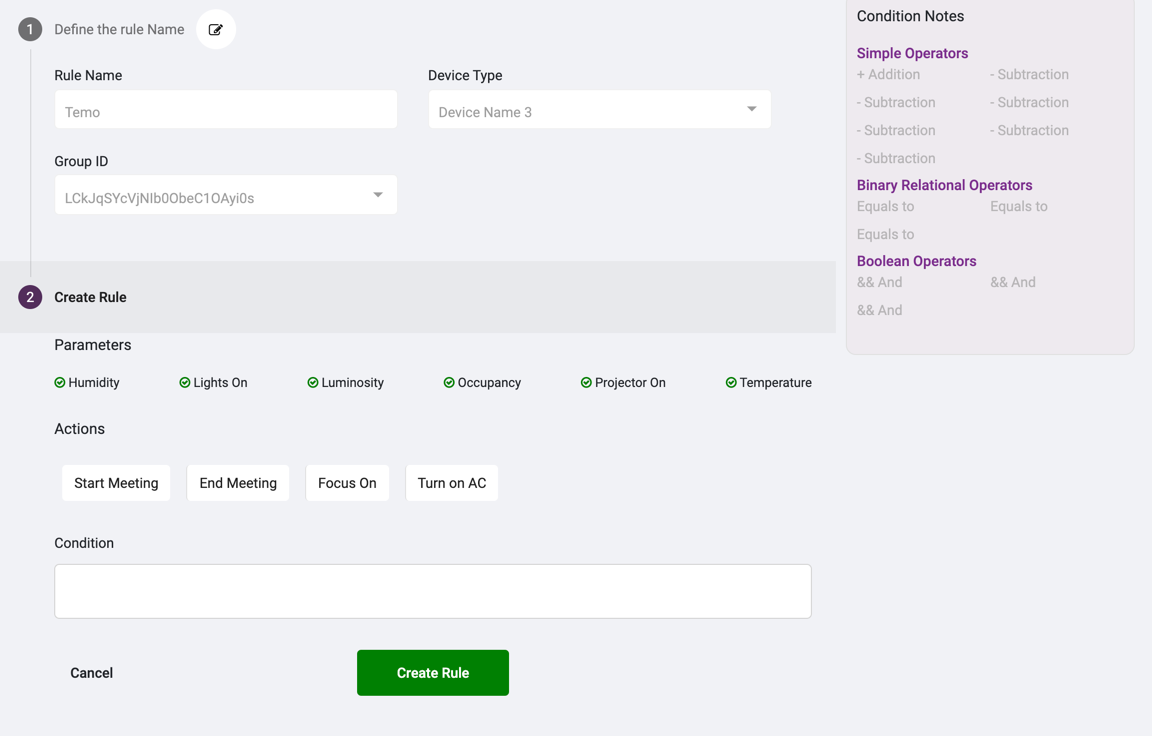 1 Define the rule Name
Rule Name
Device Type
Temo
Device Name 3
Group ID
LCkJqSYcVjNIb0ObeC1OAyi0s
2 Create Rule
Parameters
Humidity Lights On Luminosity Occupancy Projector On Temperature
Actions
Start Meeting End Meeting Focus On Turn on AC
Condition
Cancel Create Rule
Condition Notes
Simple Operators
+ Addition - Subtraction
- Subtraction - Subtraction
- Subtraction - Subtraction
- Subtraction
Binary Relational Operators
Equals to Equals to
Equals to
Boolean Operators
&& And && And
&& And